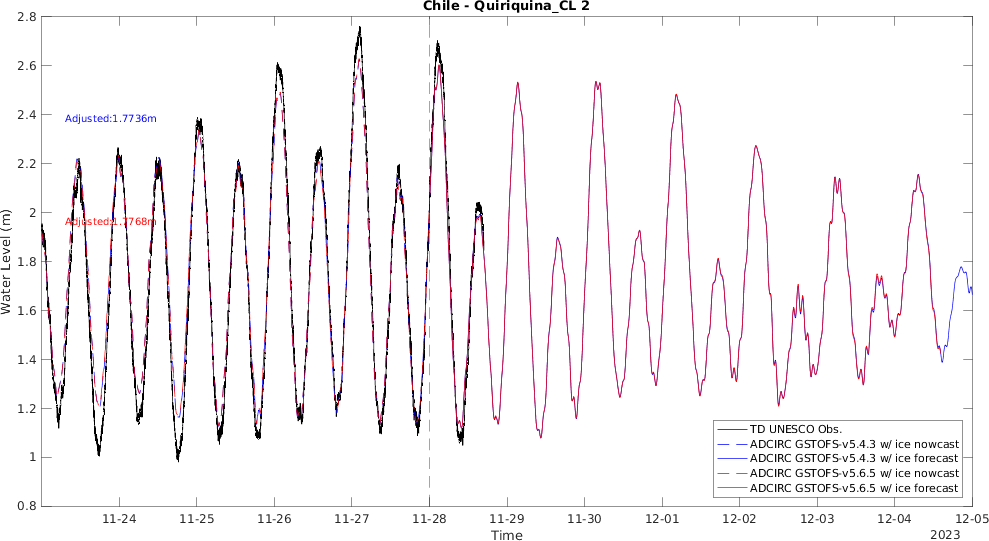 Chile - Quiriquina_CL 2
2.8
2.6
2.4
2.2
2
1.8
1.6
1.4
1.2
1
0.8
Water Level (m)
Adjusted:1.7736m
Adjusted:1.7768m
TD UNESCO Obs.
ADCIRC GSTOFS-v5.4.3 w/ ice nowcast
ADCIRC GSTOFS-v5.4.3 w/ ice forecast
ADCIRC GSTOFS-v5.6.5 w/ ice nowcast
ADCIRC GSTOFS-v5.6.5 w/ ice forecast
11-24 11-25 11-26 11-27 11-28 11-29 11-30 12-01 12-02 12-03 12-04 12-05
Time
2023